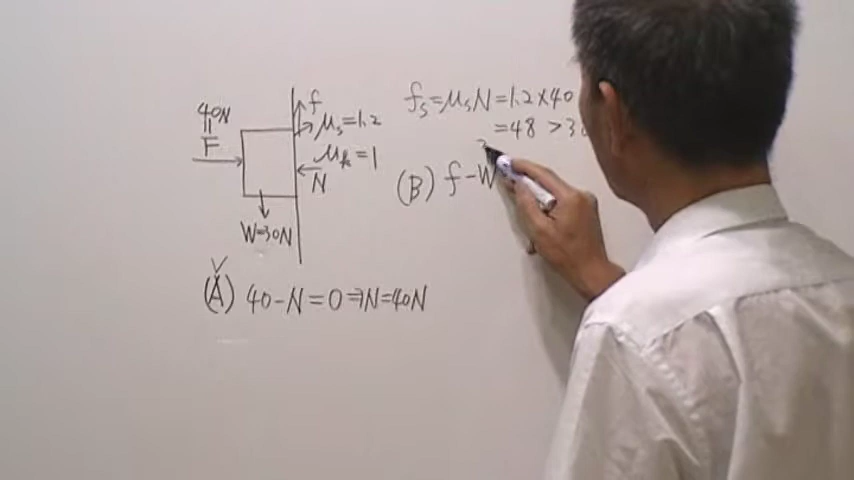 40N
=
F
f
μs=1.2
μk=1
N
W=30N
fs=μsN=1.2×40
=48 >3
(B) f-W
(A) 40-N=0⇒N=40N